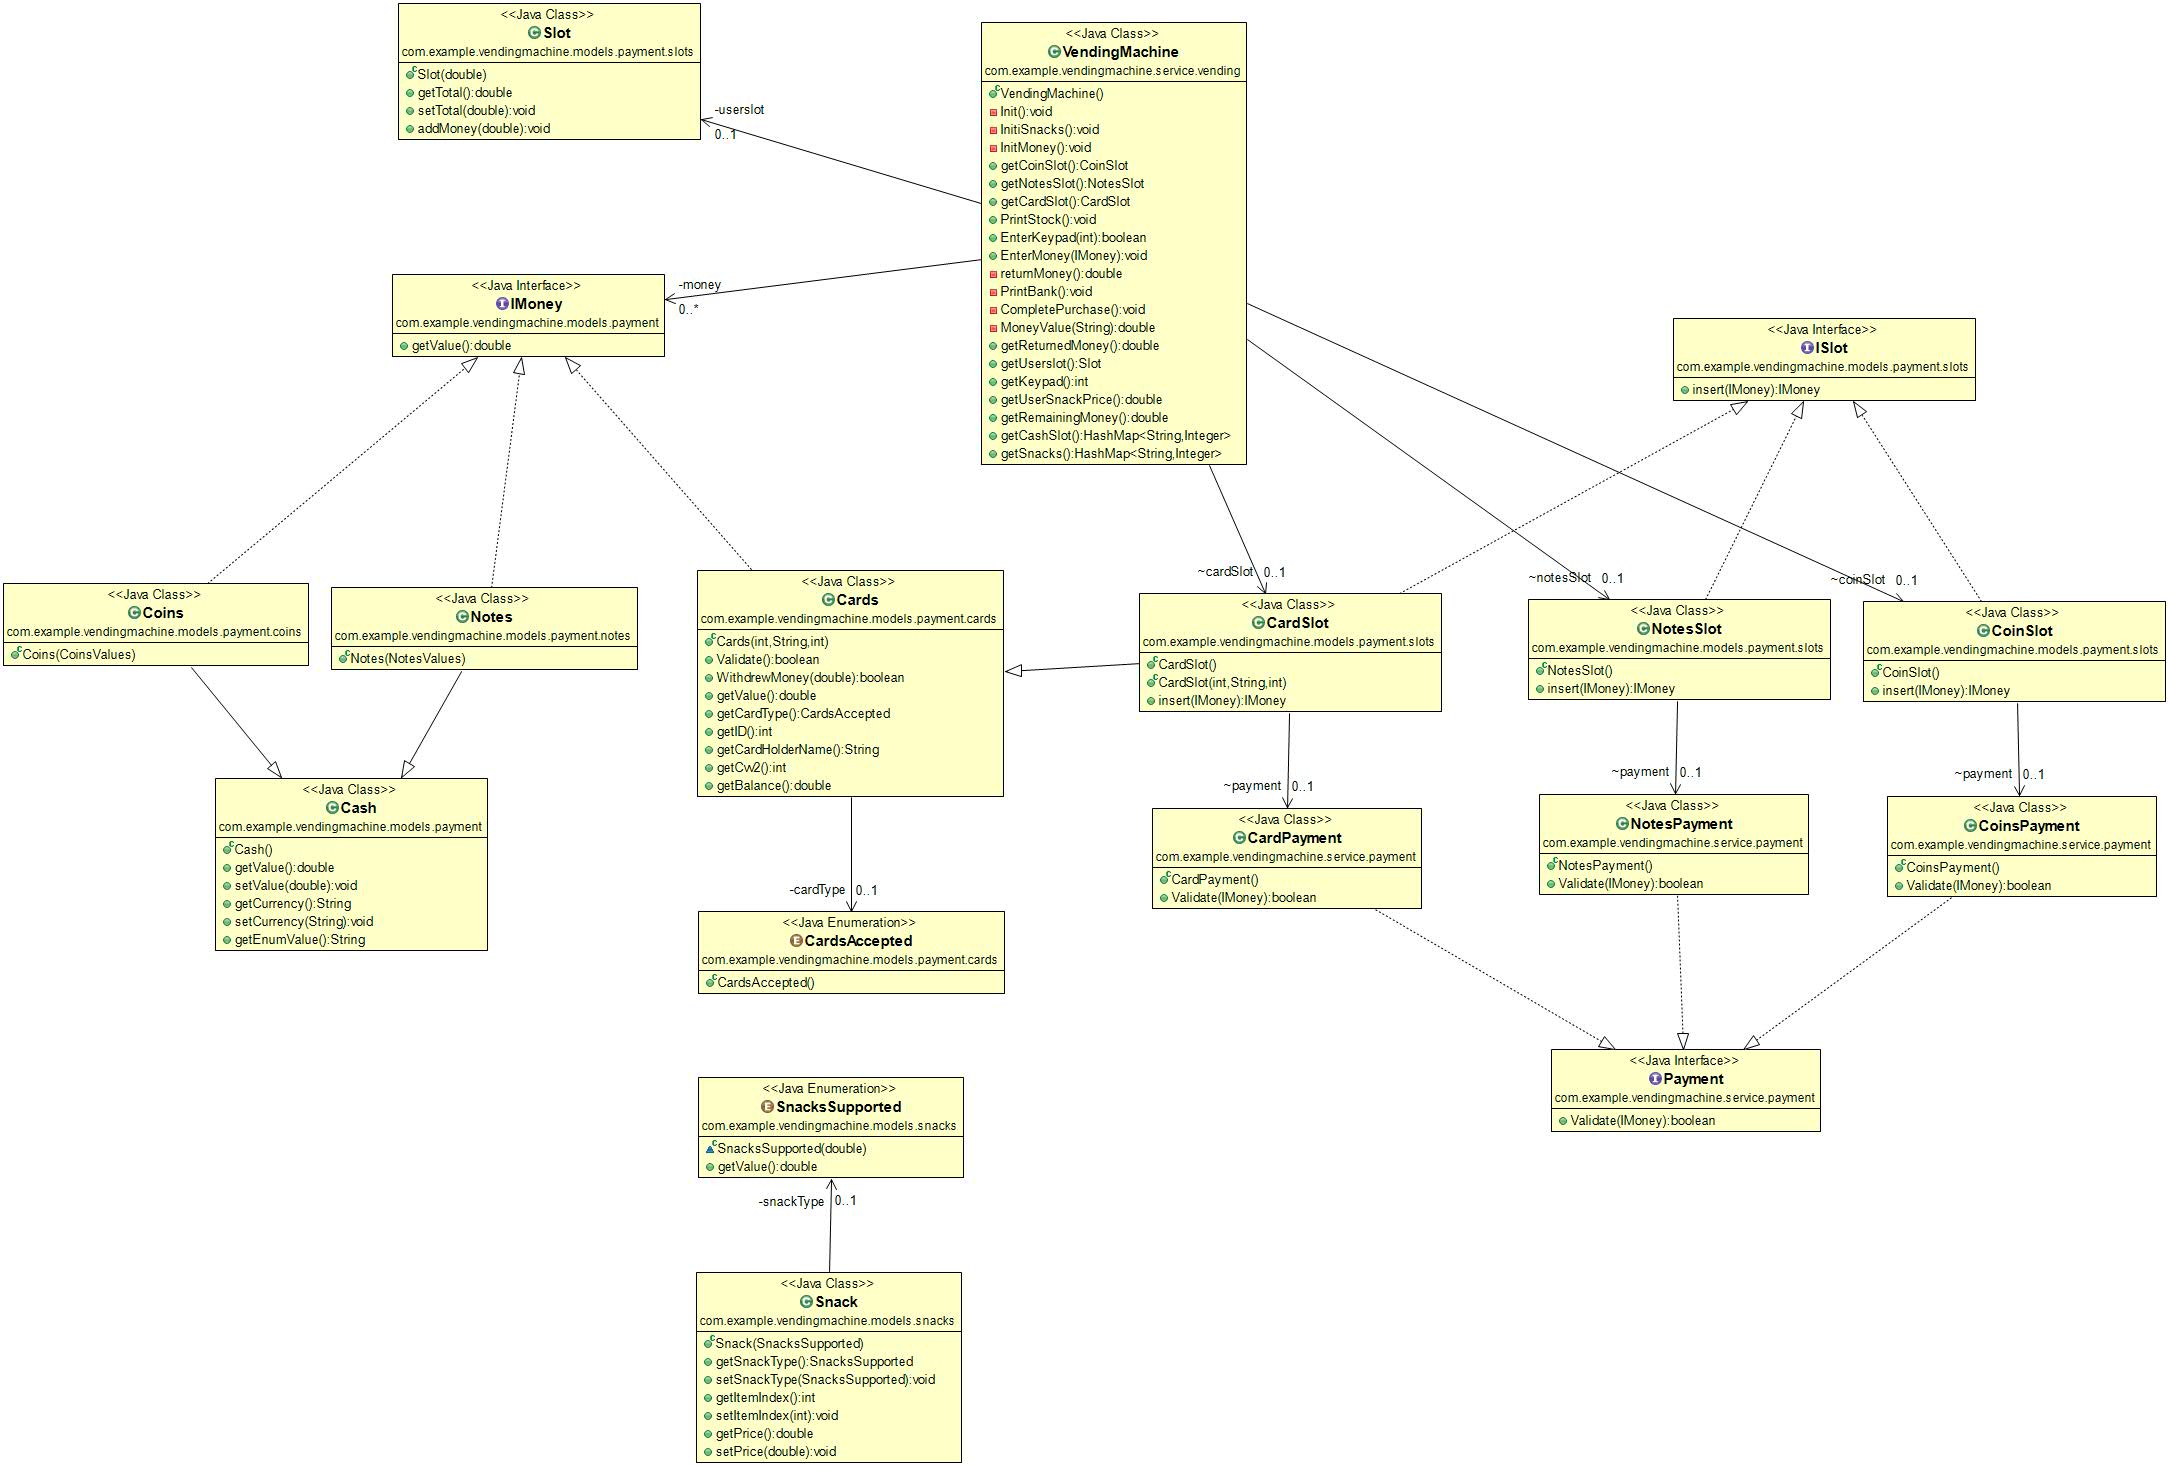 <<Java Class>>
Slot
com.example.vendingmachine.models.payment.slots
Slot(double)
getTotal():double
setTotal(double):void
addMoney(double):void
<<Java Class>>
VendingMachine
com.example.vendingmachine.service.vending
VendingMachine()
Init():void
InitiSnacks():void
InitMoney():void
getCoinSlot():CoinSlot
getNotesSlot():NotesSlot
getCardSlot():CardSlot
PrintStock():void
EnterKeypad(int):boolean
EnterMoney(IMoney):void
returnMoney():double
PrintBank():void
CompletePurchase():void
MoneyValue(String):double
getReturnedMoney():double
getUserslot():Slot
getKeypad():int
getUserSnackPrice():double
getRemainingMoney():double
getCashSlot():HashMap<String,Integer>
getSnacks():HashMap<String,Integer>
-userslot
0..1
-money
0..*
<<Java Interface>>
IMoney
com.example.vendingmachine.models.payment
getValue():double
<<Java Interface>>
ISlot
com.example.vendingmachine.models.payment.slots
insert(IMoney):IMoney
~cardSlot 0..1
~notesSlot 0..1
~coinSlot 0..1
<<Java Class>>
Coins
com.example.vendingmachine.models.payment.coins
Coins(CoinsValues)
<<Java Class>>
Notes
com.example.vendingmachine.models.payment.notes
Notes(NotesValues)
<<Java Class>>
Cards
com.example.vendingmachine.models.payment.cards
Cards(int,String,int)
Validate():boolean
WithdrewMoney(double):boolean
getValue():double
getCardType():CardsAccepted
getID():int
getCardHolderName():String
getCvv2():int
getBalance():double
<<Java Class>>
CardSlot
com.example.vendingmachine.models.payment.slots
CardSlot()
CardSlot(int,String,int)
insert(IMoney):IMoney
<<Java Class>>
NotesSlot
com.example.vendingmachine.models.payment.slots
NotesSlot()
insert(IMoney):IMoney
<<Java Class>>
CoinSlot
com.example.vendingmachine.models.payment.slots
CoinSlot()
insert(IMoney):IMoney
~payment 0..1
~payment 0..1
~payment 0..1
<<Java Class>>
Cash
com.example.vendingmachine.models.payment
Cash()
getValue():double
setValue(double):void
getCurrency():String
setCurrency(String):void
getEnumValue():String
-cardType 0..1
<<Java Class>>
CardPayment
com.example.vendingmachine.service.payment
CardPayment()
Validate(IMoney):boolean
<<Java Class>>
NotesPayment
com.example.vendingmachine.service.payment
NotesPayment()
Validate(IMoney):boolean
<<Java Class>>
CoinsPayment
com.example.vendingmachine.service.payment
CoinsPayment()
Validate(IMoney):boolean
<<Java Enumeration>>
CardsAccepted
com.example.vendingmachine.models.payment.cards
CardsAccepted()
<<Java Interface>>
Payment
com.example.vendingmachine.service.payment
Validate(IMoney):boolean
<<Java Enumeration>>
SnacksSupported
com.example.vendingmachine.models.snacks
SnacksSupported(double)
getValue():double
-snackType 0..1
<<Java Class>>
Snack
com.example.vendingmachine.models.snacks
Snack(SnacksSupported)
getSnackType():SnacksSupported
setSnackType(SnacksSupported):void
getItemIndex():int
setItemIndex(int):void
getPrice():double
setPrice(double):void